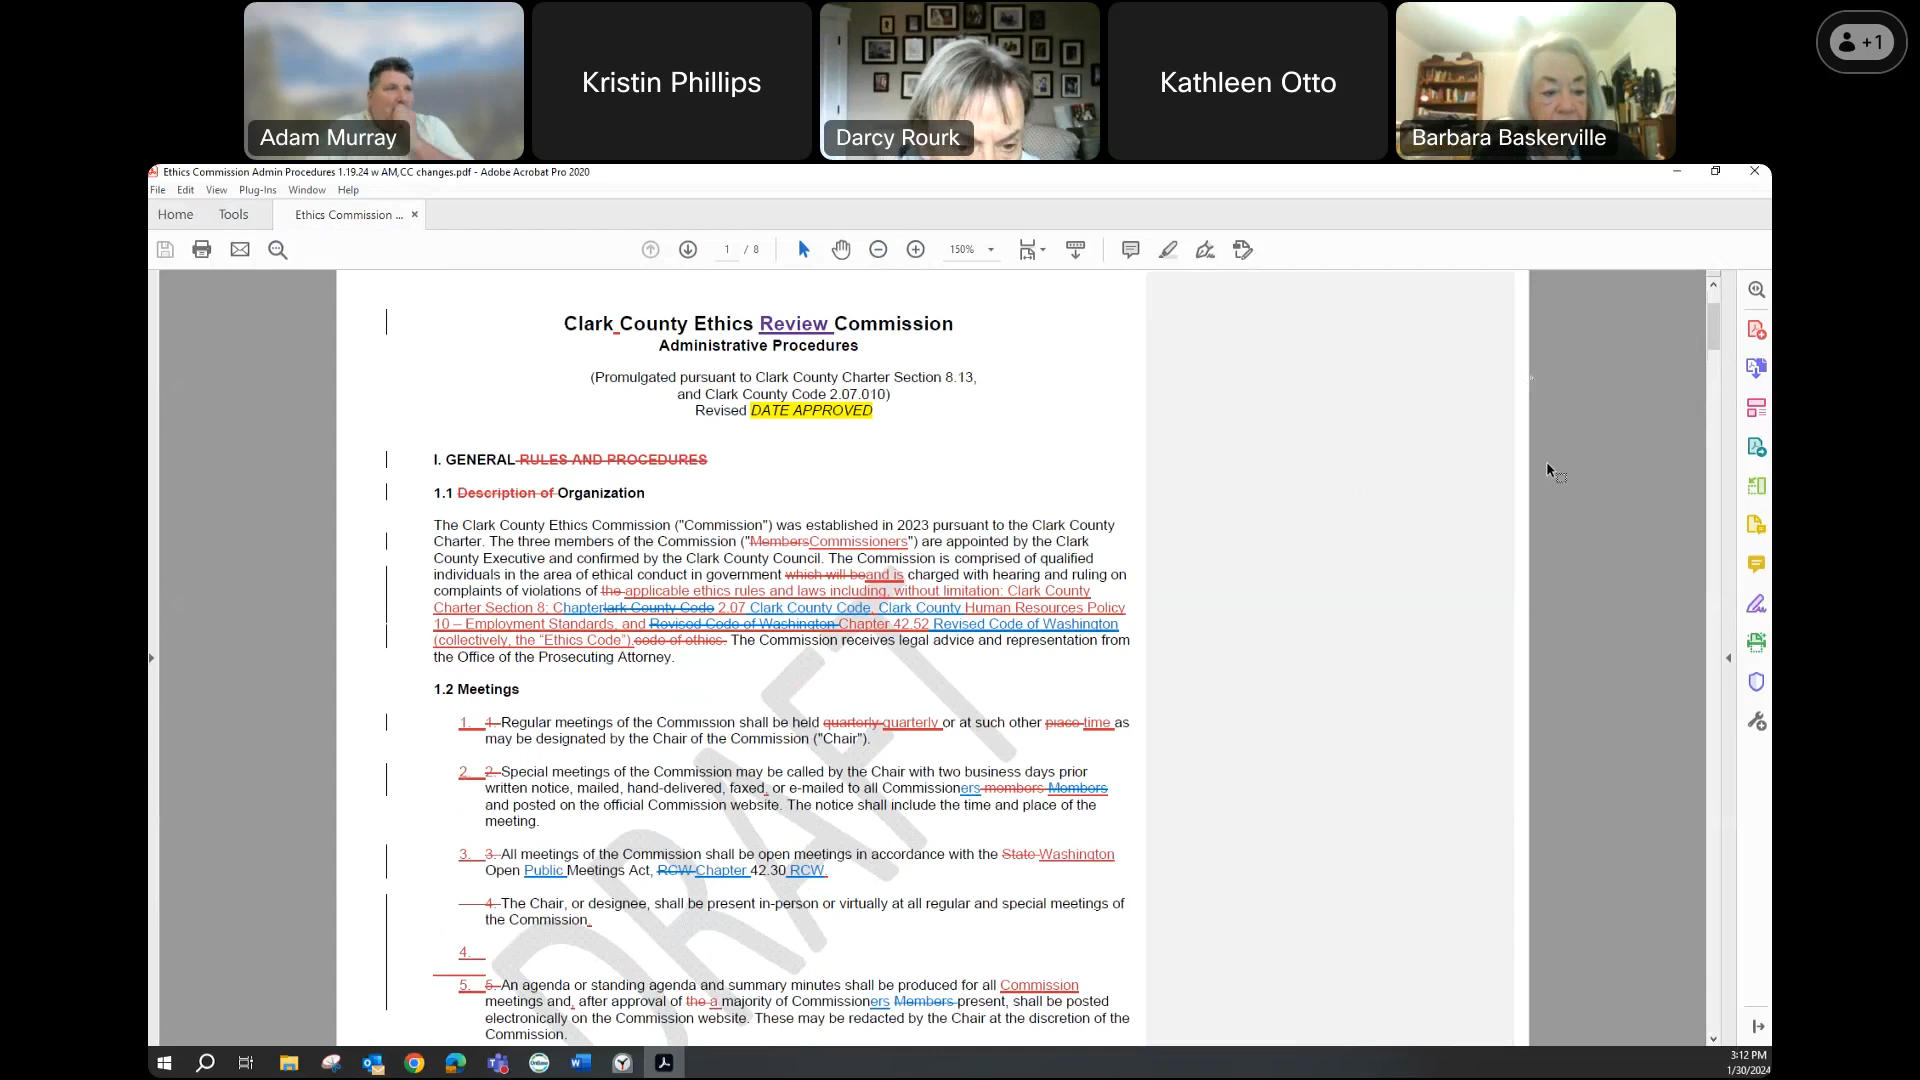 Adam Murray
Kristin Phillips
Darcy Rourk
Kathleen Otto
Barbara Baskerville
+1
Ethics Commission Admin Procedures 1.19.24 w AM,CC changes.pdf - Adobe Acrobat Pro 2020
File Edit View Plug-Ins Window Help
Home Tools Ethics Commission ... ×
1 / 8 150%
Clark County Ethics Review Commission
Administrative Procedures
(Promulgated pursuant to Clark County Charter Section 8.13,
and Clark County Code 2.07.010)
Revised DATE APPROVED
I. GENERAL RULES AND PROCEDURES
1.1 Description of Organization
The Clark County Ethics Commission ("Commission") was established in 2023 pursuant to the Clark County
Charter. The three members of the Commission ("MembersCommissioners") are appointed by the Clark
County Executive and confirmed by the Clark County Council. The Commission is comprised of qualified
individuals in the area of ethical conduct in government which will beand is charged with hearing and ruling on
complaints of violations of the applicable ethics rules and laws including, without limitation: Clark County
Charter Section 8; Chapterlark County Code 2.07 Clark County Code, Clark County Human Resources Policy
10 – Employment Standards, and Revised Code of Washington Chapter 42.52 Revised Code of Washington
(collectively, the “Ethics Code”).code of ethics. The Commission receives legal advice and representation from
the Office of the Prosecuting Attorney.
1.2 Meetings
1. 1. Regular meetings of the Commission shall be held quarterly quarterly or at such other place time as
may be designated by the Chair of the Commission ("Chair").
2. 2. Special meetings of the Commission may be called by the Chair with two business days prior
written notice, mailed, hand-delivered, faxed, or e-mailed to all Commissioners members Members
and posted on the official Commission website. The notice shall include the time and place of the
meeting.
3. 3. All meetings of the Commission shall be open meetings in accordance with the State Washington
Open Public Meetings Act, RCW Chapter 42.30 RCW.
4. The Chair, or designee, shall be present in-person or virtually at all regular and special meetings of
the Commission.
4.
5. 5. An agenda or standing agenda and summary minutes shall be produced for all Commission
meetings and, after approval of the a majority of Commissioners Members present, shall be posted
electronically on the Commission website. These may be redacted by the Chair at the discretion of the
Commission.
DRAFT
3:12 PM
1/30/2024